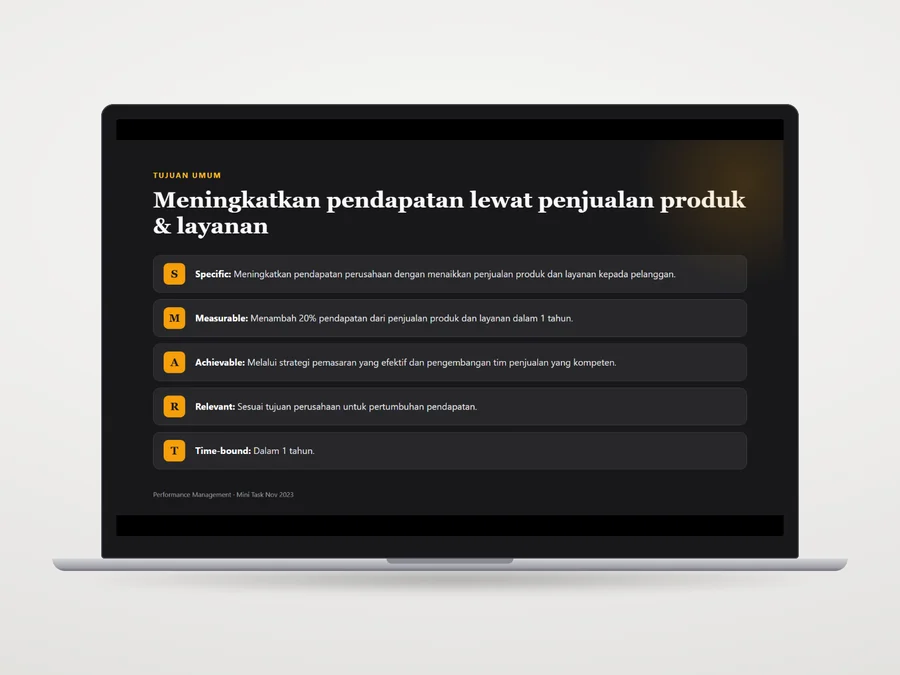 TUJUAN UMUM
Meningkatkan pendapatan lewat penjualan produk
& layanan
S Specific: Meningkatkan pendapatan perusahaan dengan menaikkan penjualan produk dan layanan kepada pelanggan.
M Measurable: Menambah 20% pendapatan dari penjualan produk dan layanan dalam 1 tahun.
A Achievable: Melalui strategi pemasaran yang efektif dan pengembangan tim penjualan yang kompeten.
R Relevant: Sesuai tujuan perusahaan untuk pertumbuhan pendapatan.
T Time-bound: Dalam 1 tahun.
Performance Management · Mini Task Nov 2023